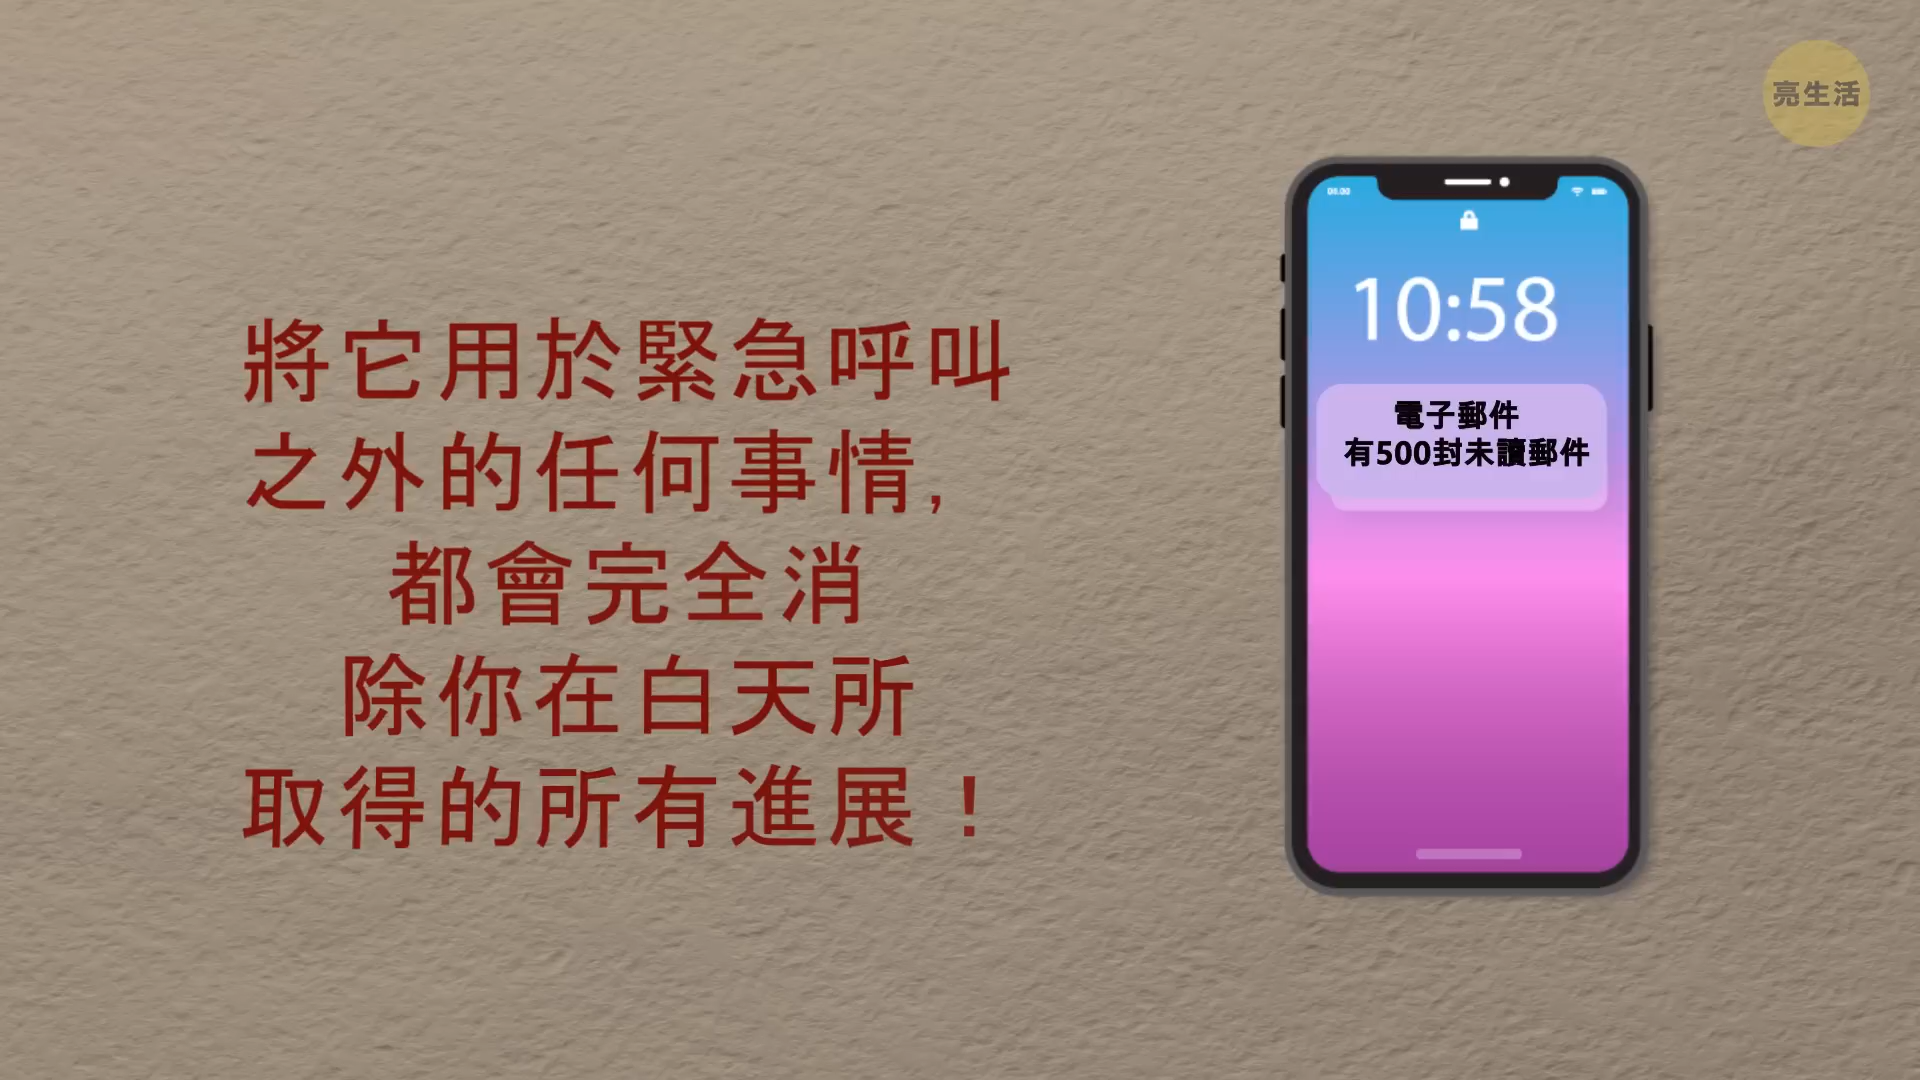 亮生活
將它用於緊急呼叫
之外的任何事情,
都會完全消
除你在白天所
取得的所有進展！
10:58
電子郵件
有500封未讀郵件